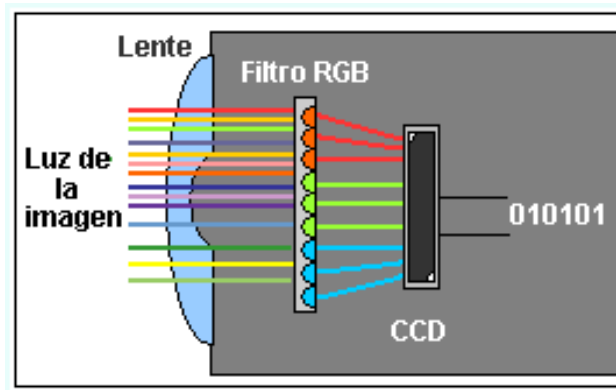 Lente
Filtro RGB
Luz de
la
imagen
010101
CCD